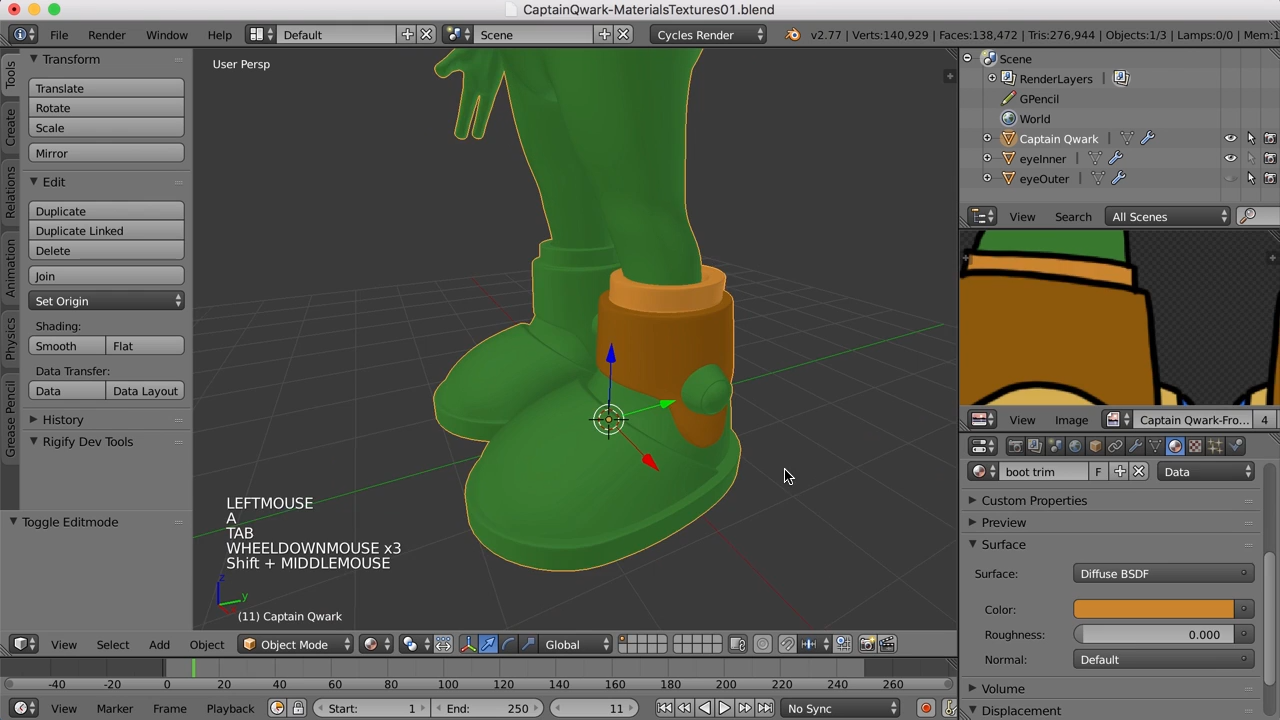 CaptainQwark-MaterialsTextures01.blend
File Render Window Help Default Scene Cycles Render v2.77 | Verts:140,929 | Faces:138,472 | Tris:276,944 | Objects:1/3 | Lamps:0/0 | Mem:1
Tools
Create
Relations
Animation
Physics
Grease Pencil
Transform
Translate
Rotate
Scale
Mirror
Edit
Duplicate
Duplicate Linked
Delete
Join
Set Origin
Shading:
Smooth Flat
Data Transfer:
Data Data Layout
History
Rigify Dev Tools
Toggle Editmode
User Persp
LEFTMOUSE
A
TAB
WHEELDOWNMOUSE x3
Shift + MIDDLEMOUSE
z
y
(11) Captain Qwark
View Select Add Object Object Mode Global
-40 -20 0 20 40 60 80 100 120 140 160 180 200 220 240 260
View Marker Frame Playback Start: 1 End: 250 11 No Sync
Scene
RenderLayers |
GPencil
World
Captain Qwark |
eyeInner |
eyeOuter |
View Search All Scenes
View Image Captain Qwark-Fro... 4
boot trim F Data
Custom Properties
Preview
Surface
Surface: Diffuse BSDF
Color:
Roughness: 0.000
Normal: Default
Volume
Displacement